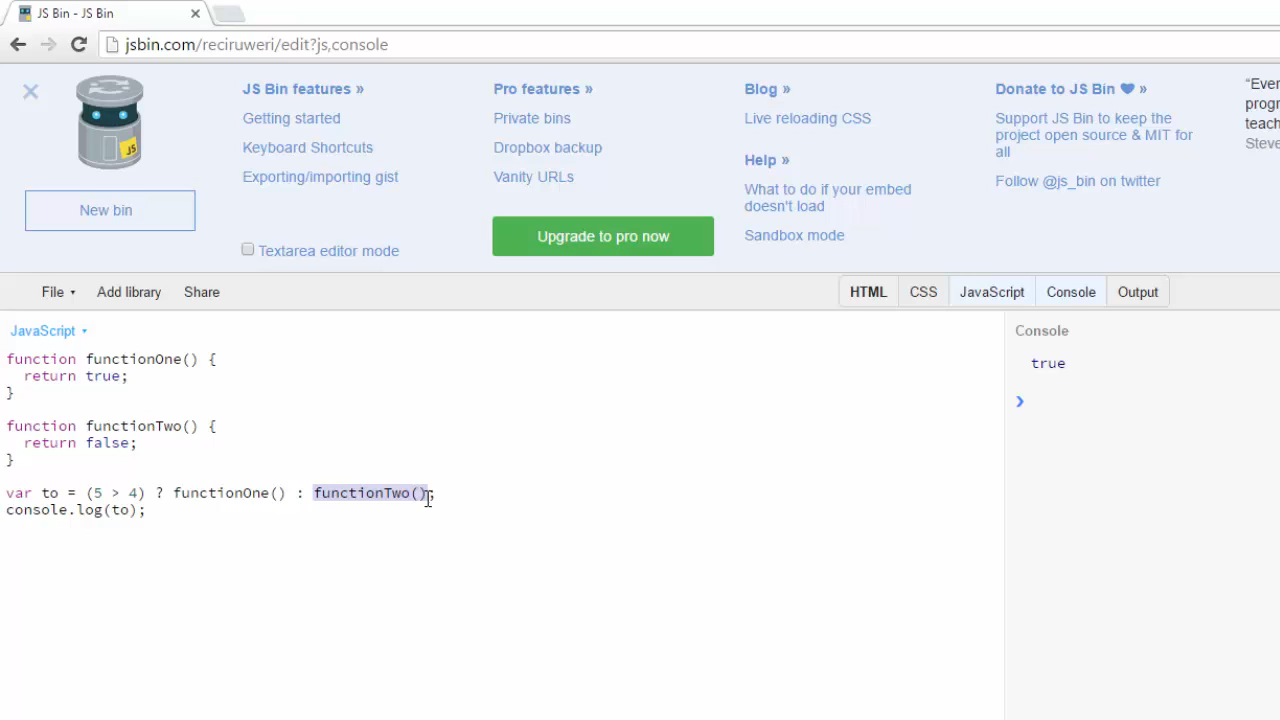 JS Bin - JS Bin
jsbin.com/reciruweri/edit?js,console
JS Bin features »
Getting started
Keyboard Shortcuts
Exporting/importing gist
Textarea editor mode
Pro features »
Private bins
Dropbox backup
Vanity URLs
Upgrade to pro now
Blog »
Live reloading CSS
Help »
What to do if your embed
doesn't load
Sandbox mode
Donate to JS Bin ♥ »
Support JS Bin to keep the
project open source & MIT for
all
Follow @js_bin on twitter
“Ever
progr
teach
Steve
JS
New bin
File
Add library
Share
HTML
CSS
JavaScript
Console
Output
JavaScript
function functionOne() {
  return true;
}
function functionTwo() {
  return false;
}
var to = (5 > 4) ? functionOne() : functionTwo();
console.log(to);
Console
true